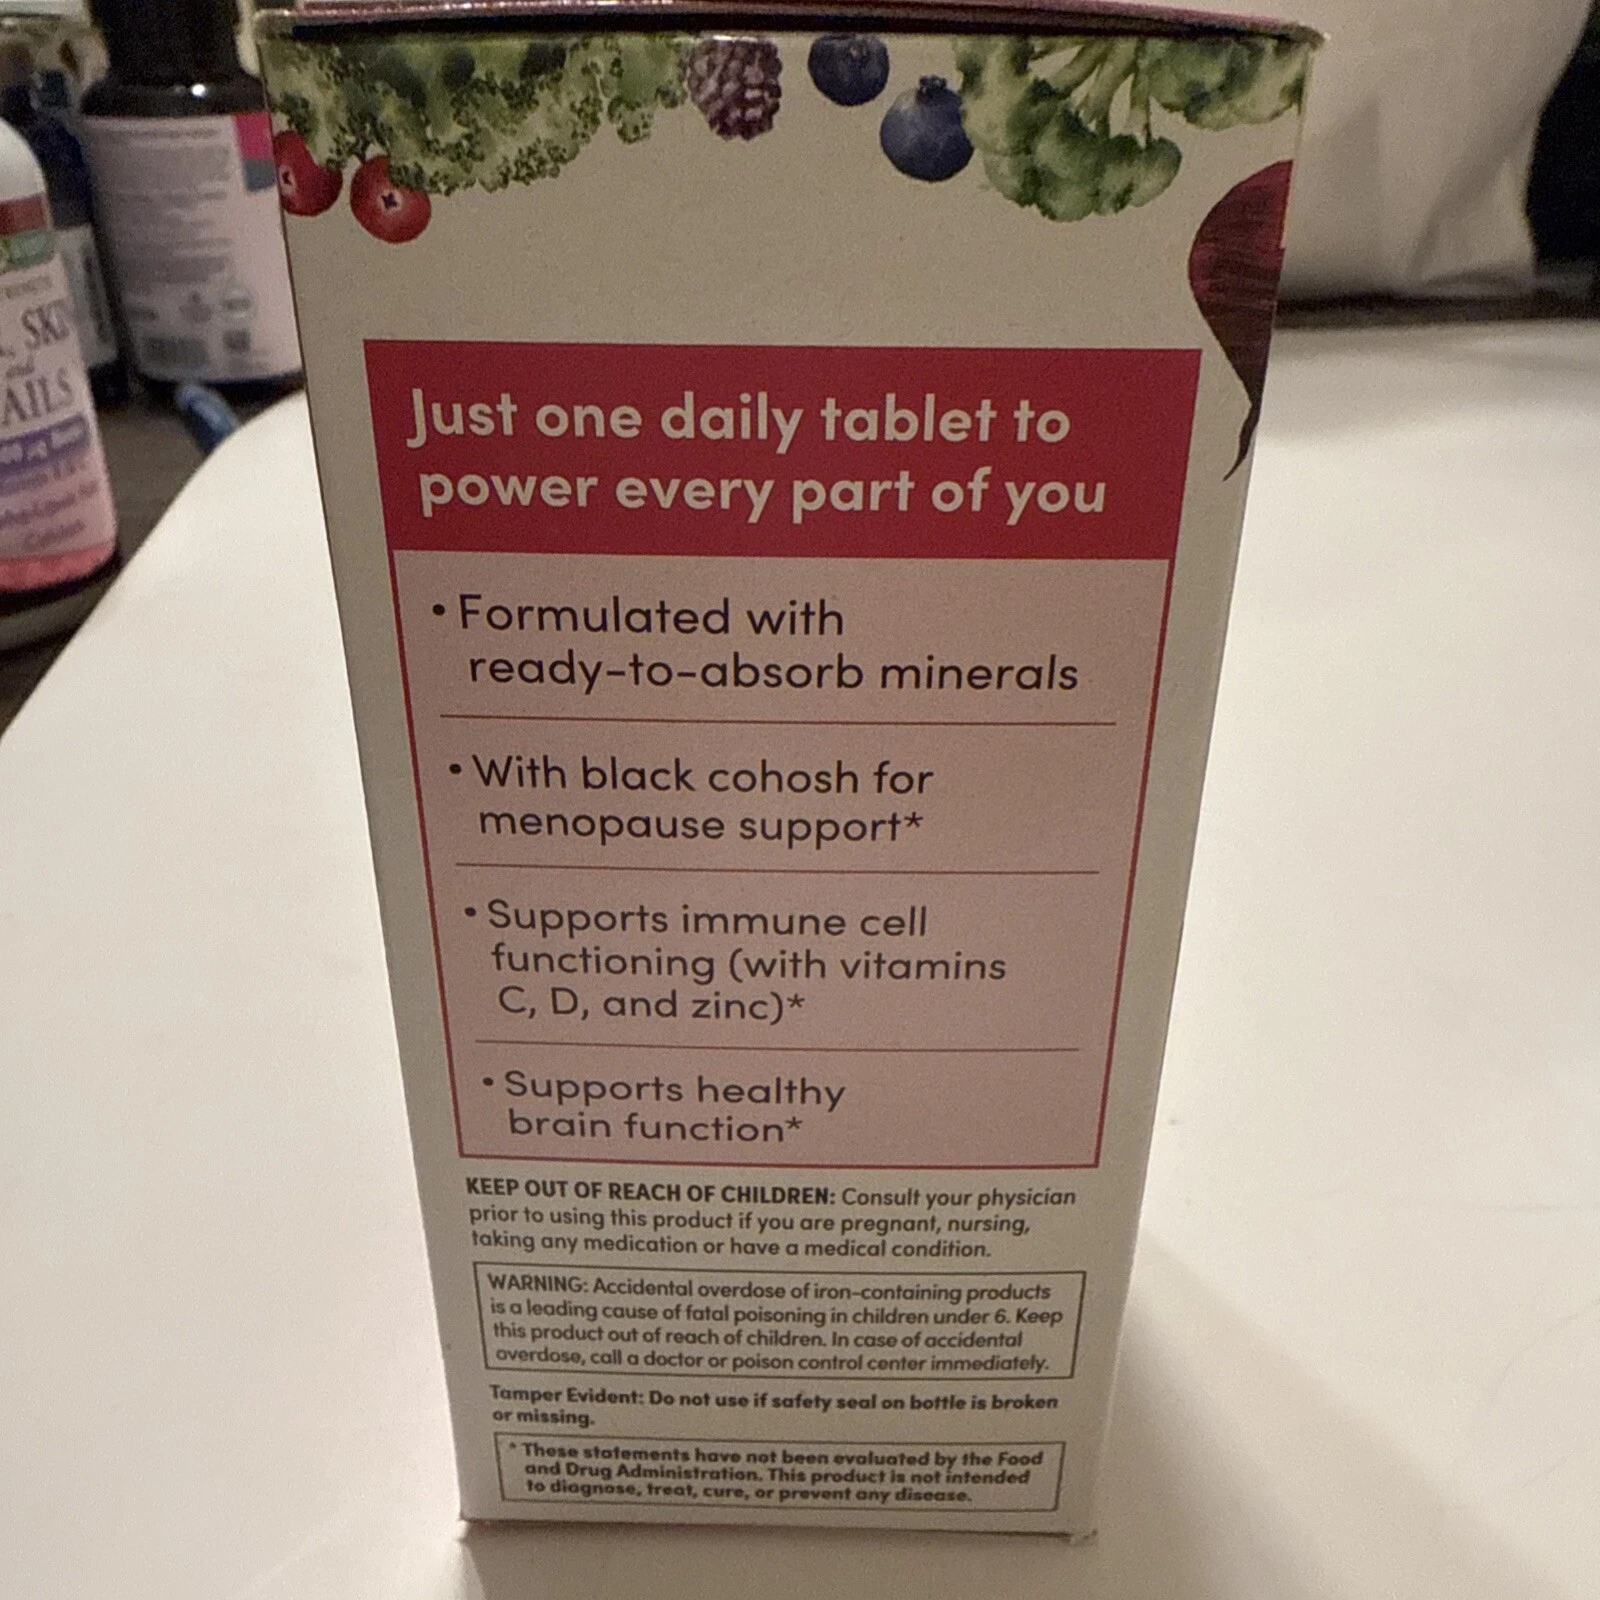 SKI
and
AILS
Just one daily tablet to
power every part of you
• Formulated with
ready-to-absorb minerals
• With black cohosh for
menopause support*
• Supports immune cell
functioning (with vitamins
C, D, and zinc)*
• Supports healthy
brain function*
KEEP OUT OF REACH OF CHILDREN: Consult your physician
prior to using this product if you are pregnant, nursing,
taking any medication or have a medical condition.
WARNING: Accidental overdose of iron-containing products
is a leading cause of fatal poisoning in children under 6. Keep
this product out of reach of children. In case of accidental
overdose, call a doctor or poison control center immediately.
Tamper Evident: Do not use if safety seal on bottle is broken
or missing.
* These statements have not been evaluated by the Food
and Drug Administration. This product is not intended
to diagnose, treat, cure, or prevent any disease.